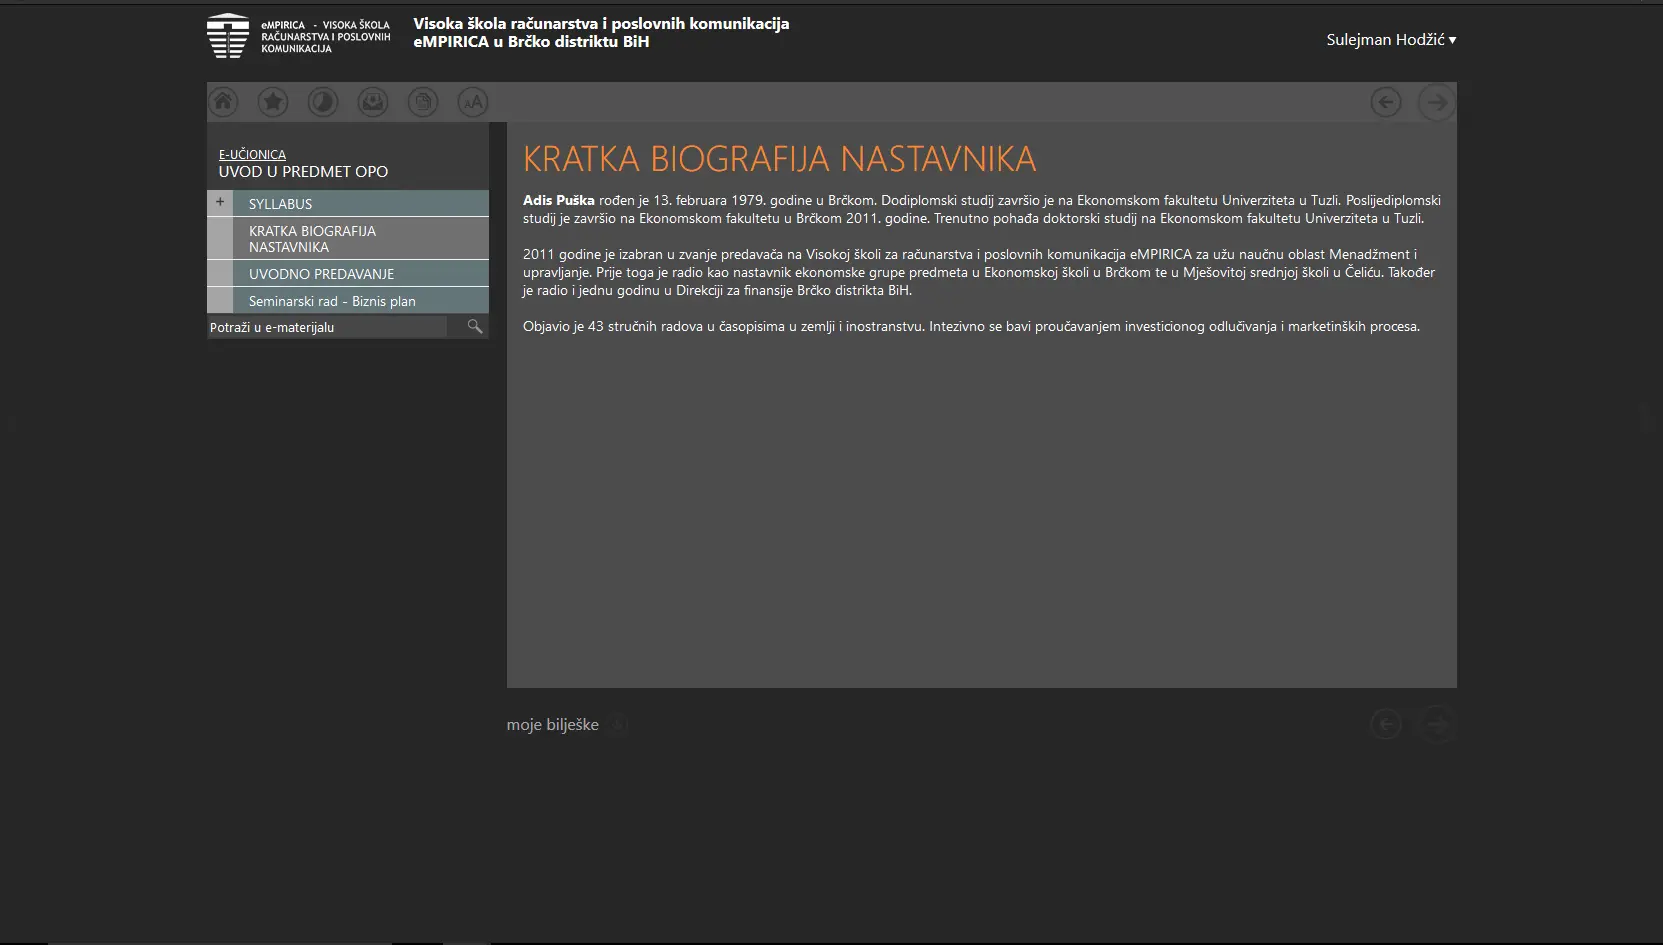 eMPIRICA - VISOKA ŠKOLA
RAČUNARSTVA I POSLOVNIH
KOMUNIKACIJA
Visoka škola računarstva i poslovnih komunikacija
eMPIRICA u Brčko distriktu BiH
Sulejman Hodžić ▾
AA
E-UČIONICA
UVOD U PREDMET OPO
+ SYLLABUS
KRATKA BIOGRAFIJA
NASTAVNIKA
UVODNO PREDAVANJE
Seminarski rad - Biznis plan
Potraži u e-materijalu
KRATKA BIOGRAFIJA NASTAVNIKA
Adis Puška rođen je 13. februara 1979. godine u Brčkom. Dodiplomski studij završio je na Ekonomskom fakultetu Univerziteta u Tuzli. Poslijediplomski
studij je završio na Ekonomskom fakultetu u Brčkom 2011. godine. Trenutno pohađa doktorski studij na Ekonomskom fakultetu Univerziteta u Tuzli.
2011 godine je izabran u zvanje predavača na Visokoj školi za računarstva i poslovnih komunikacija eMPIRICA za užu naučnu oblast Menadžment i
upravljanje. Prije toga je radio kao nastavnik ekonomske grupe predmeta u Ekonomskoj školi u Brčkom te u Mješovitoj srednjoj školi u Čeliću. Također
je radio i jednu godinu u Direkciji za finansije Brčko distrikta BiH.
Objavio je 43 stručnih radova u časopisima u zemlji i inostranstvu. Intezivno se bavi proučavanjem investicionog odlučivanja i marketinških procesa.
moje bilješke